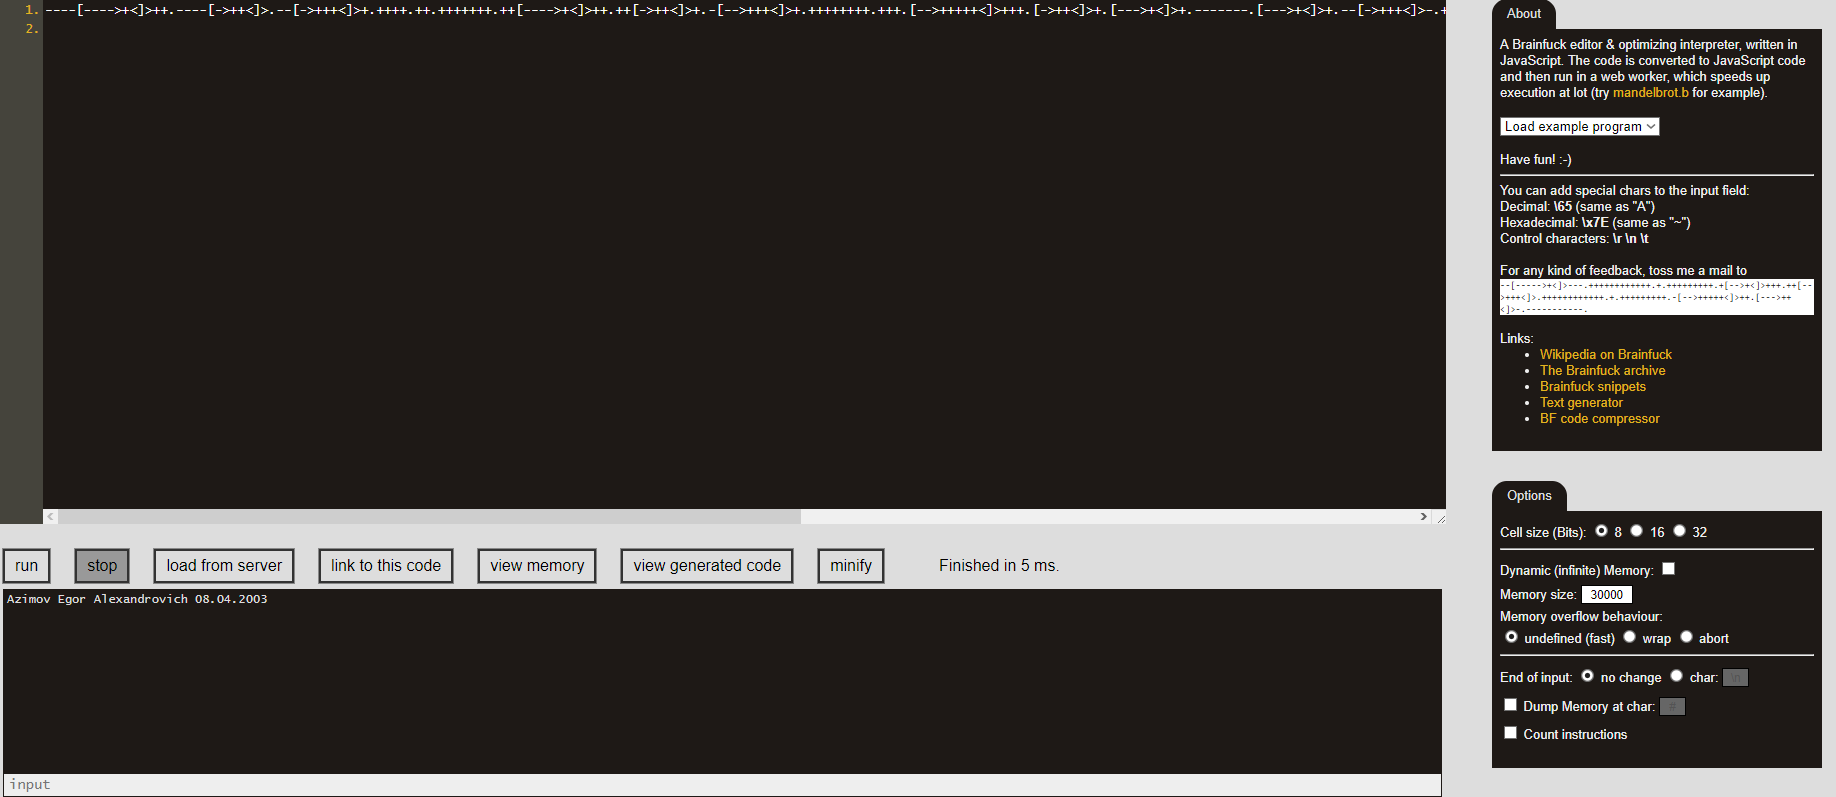 1. ----[---->+<]>++.----[->++<]>.--[->+++<]>+.++++.++.+++++++.++[---->+<]>++.++[->++<]>+.-[-->+++<]>+.++++++++.+++.[-->+++++<]>+++.[->++<]>+.[--->+<]>+.-------.[--->+<]>+.--[->+++<]>-.+
2.
run stop load from server link to this code view memory view generated code minify Finished in 5 ms.
Azimov Egor Alexandrovich 08.04.2003
input
About
A Brainfuck editor & optimizing interpreter, written in
JavaScript. The code is converted to JavaScript code
and then run in a web worker, which speeds up
execution at lot (try mandelbrot.b for example).
Load example program
Have fun! :-)
You can add special chars to the input field:
Decimal: \65 (same as "A")
Hexadecimal: \x7E (same as "~")
Control characters: \r \n \t
For any kind of feedback, toss me a mail to
--[----->+<]>---.++++++++++++.+.+++++++++.+[-->+<]>+++.++[--
>+++<]>.++++++++++++.+.+++++++++.-[-->+++++<]>++.[--->++
<]>-.-----------.
Links:
Wikipedia on Brainfuck
The Brainfuck archive
Brainfuck snippets
Text generator
BF code compressor
Options
Cell size (Bits): 8 16 32
Dynamic (infinite) Memory:
Memory size: 30000
Memory overflow behaviour:
undefined (fast) wrap abort
End of input: no change char: \n
Dump Memory at char: #
Count instructions